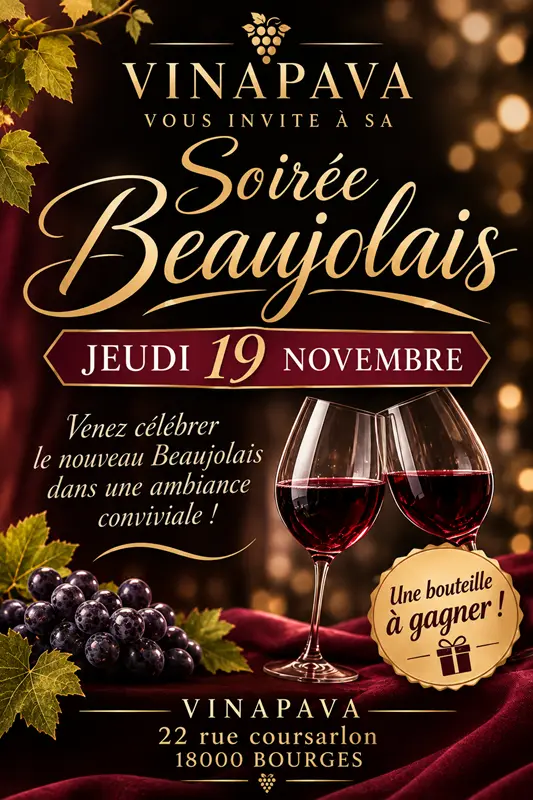 VINAPAVA
VOUS INVITE À SA
Soirée
Beaujolais
JEUDI 19 NOVEMBRE
Venez célébrer
le nouveau Beaujolais
dans une ambiance
conviviale !
Une bouteille
à gagner !
VINAPAVA
22 rue coursarlon
18000 BOURGES